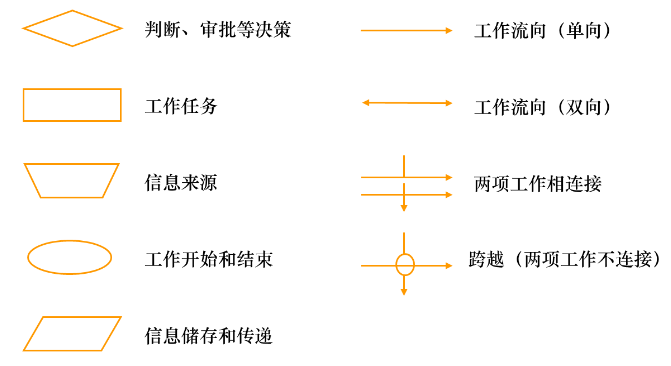 判断、审批等决策
工作流向（单向）
工作任务
工作流向（双向）
信息来源
两项工作相连接
工作开始和结束
跨越（两项工作不连接）
信息储存和传递